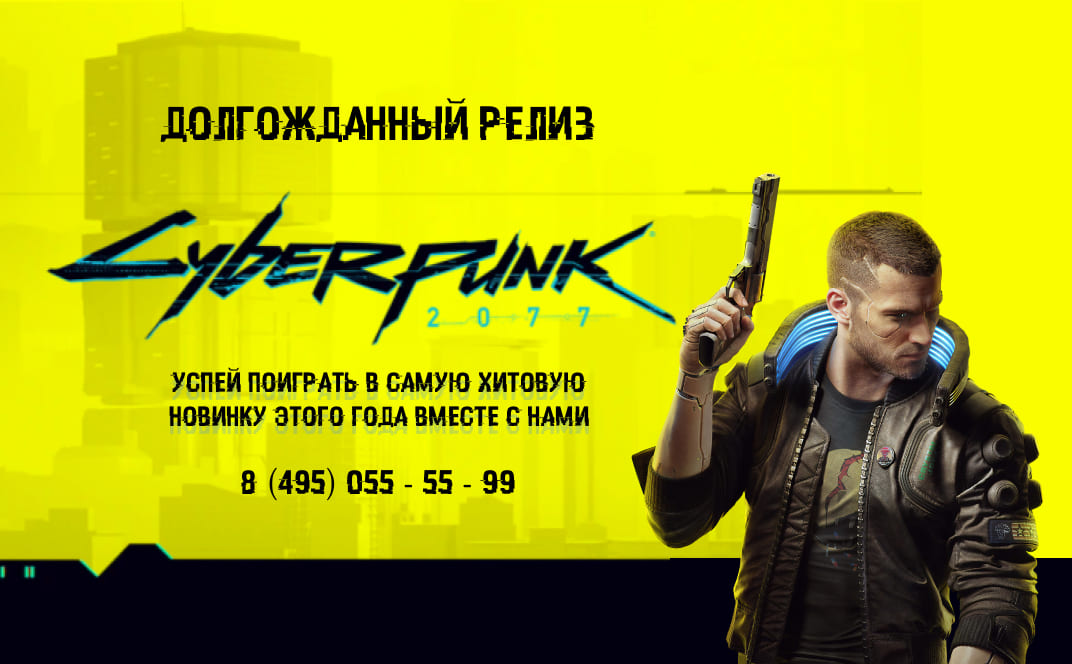 ДОЛГОЖДАННЫЙ РЕЛИЗ
CYBERPUNK
2077
УСПЕЙ ПОИГРАТЬ В САМУЮ ХИТОВУЮ
НОВИНКУ ЭТОГО ГОДА ВМЕСТЕ С НАМИ
8 (495) 055 - 55 - 99